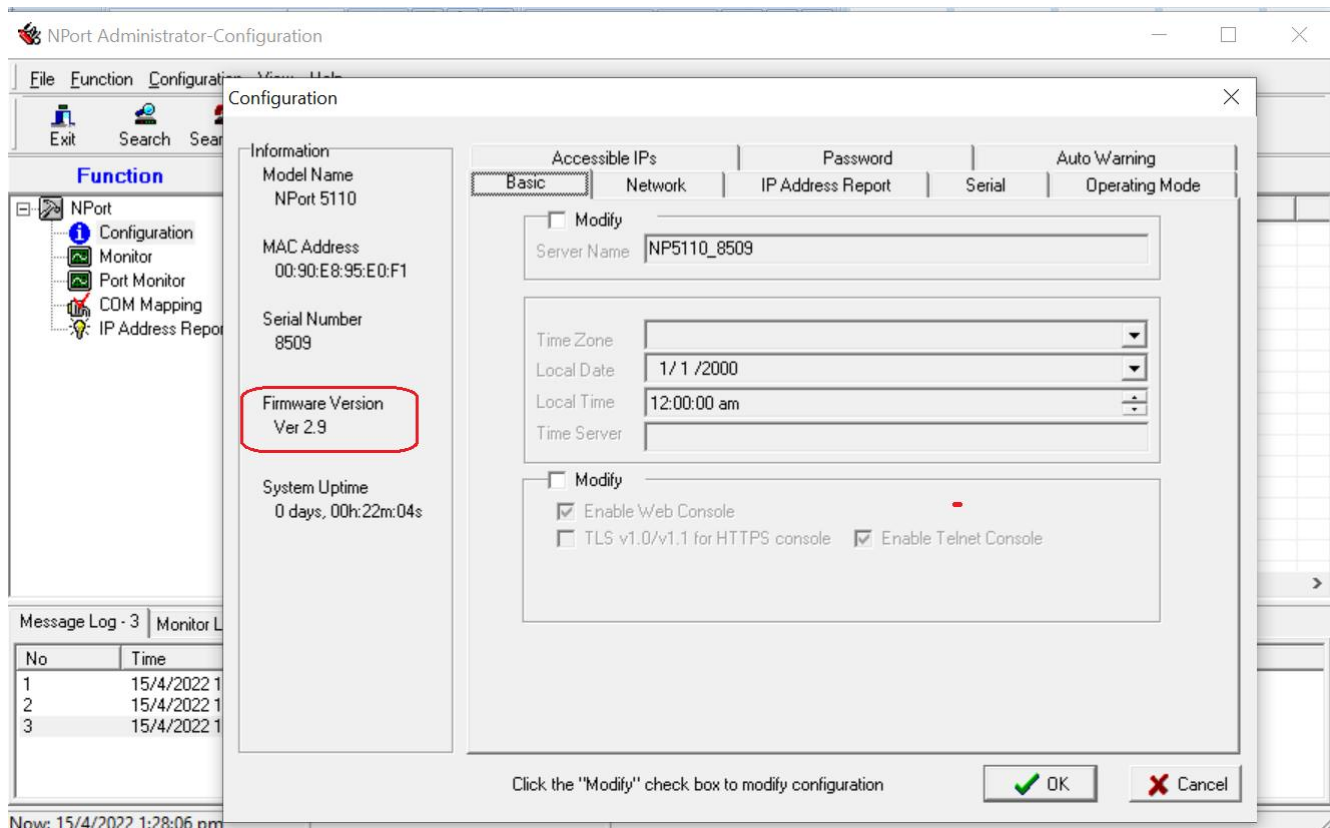 NPort Administrator-Configuration
File Function Configuration View Help
Configuration
Exit Search Sear
Function
NPort
Configuration
Monitor
Port Monitor
COM Mapping
IP Address Repor
Information
Model Name
NPort 5110
MAC Address
00:90:E8:95:E0:F1
Serial Number
8509
Firmware Version
Ver 2.9
System Uptime
0 days, 00h:22m:04s
Accessible IPs Password Auto Warning
Basic Network IP Address Report Serial Operating Mode
Modify
Server Name NP5110_8509
Time Zone
Local Date 1/ 1 /2000
Local Time 12:00:00 am
Time Server
Modify
Enable Web Console
TLS v1.0/v1.1 for HTTPS console Enable Telnet Console
Click the "Modify" check box to modify configuration OK Cancel
Message Log - 3 Monitor L
No Time
1 15/4/2022 1
2 15/4/2022 1
3 15/4/2022 1
Now: 15/4/2022 1:28:06 pm